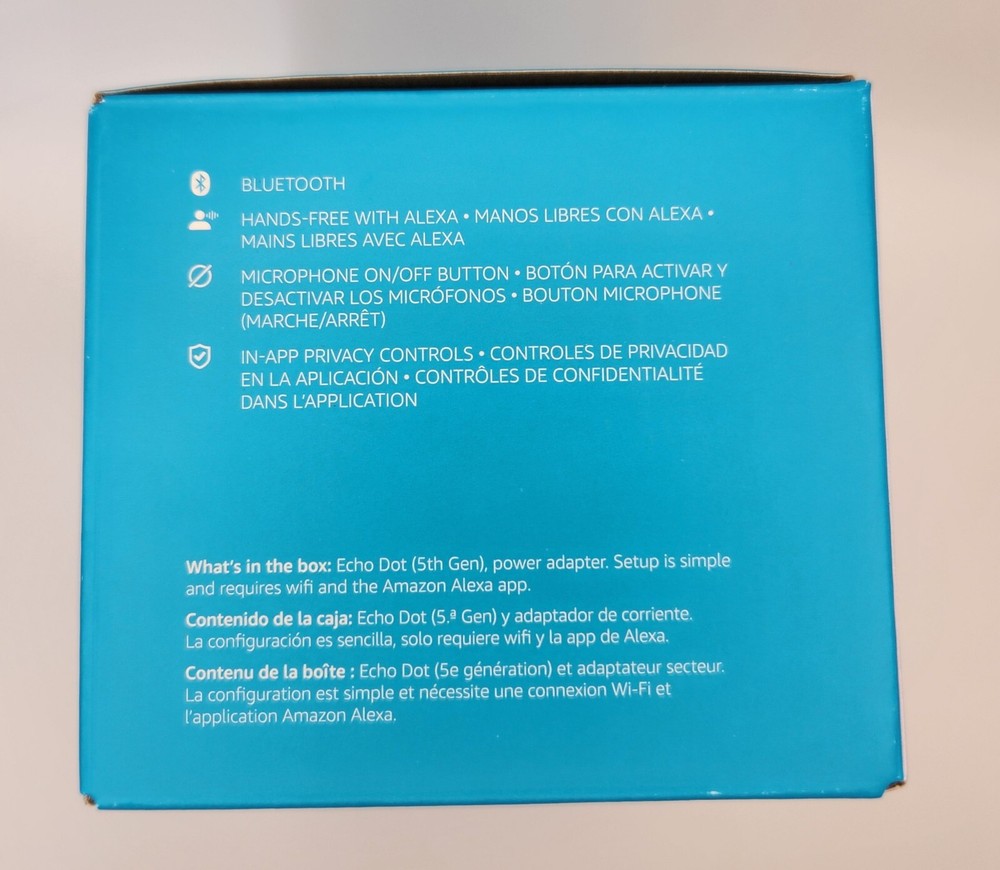 BLUETOOTH
HANDS-FREE WITH ALEXA • MANOS LIBRES CON ALEXA •
MAINS LIBRES AVEC ALEXA
MICROPHONE ON/OFF BUTTON • BOTÓN PARA ACTIVAR Y
DESACTIVAR LOS MICRÓFONOS • BOUTON MICROPHONE
(MARCHE/ARRÊT)
IN-APP PRIVACY CONTROLS • CONTROLES DE PRIVACIDAD
EN LA APLICACIÓN • CONTRÔLES DE CONFIDENTIALITÉ
DANS L'APPLICATION
What's in the box: Echo Dot (5th Gen), power adapter. Setup is simple
and requires wifi and the Amazon Alexa app.
Contenido de la caja: Echo Dot (5.ª Gen) y adaptador de corriente.
La configuración es sencilla, solo requiere wifi y la app de Alexa.
Contenu de la boîte : Echo Dot (5e génération) et adaptateur secteur.
La configuration est simple et nécessite une connexion Wi-Fi et
l'application Amazon Alexa.